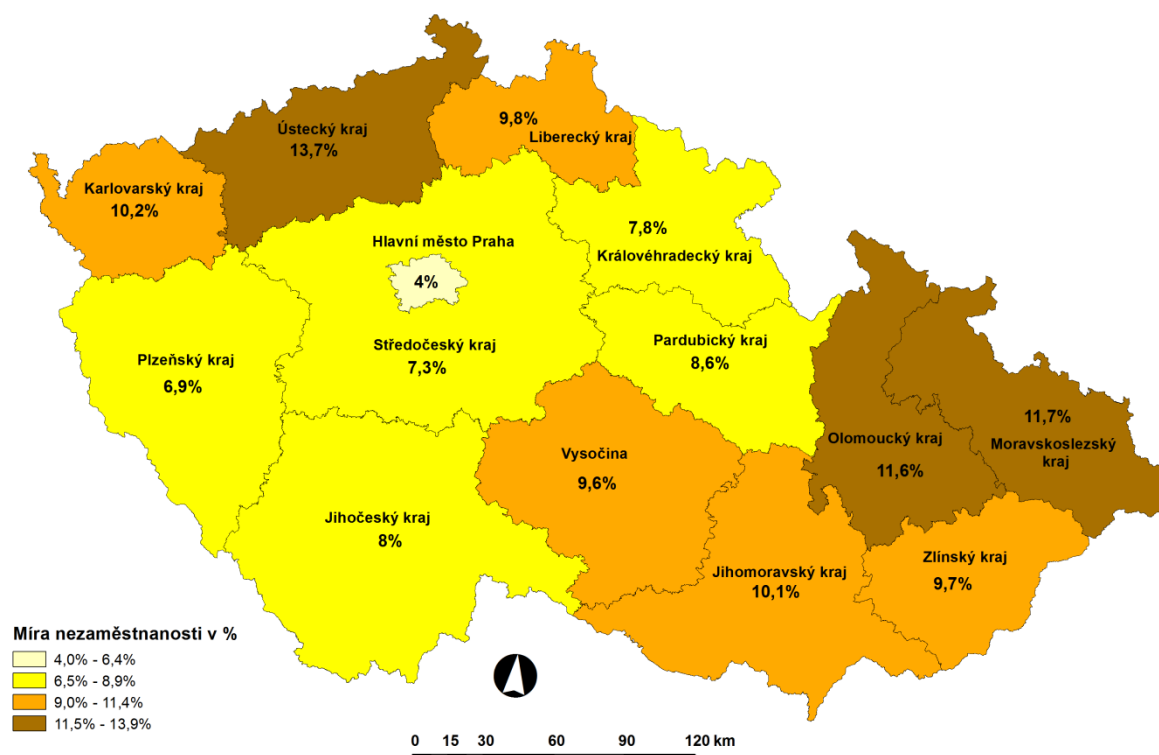 Ústecký kraj
13,7%
9,8%
Liberecký kraj
Karlovarský kraj
10,2%
7,8%
Královéhradecký kraj
Hlavní město Praha
4%
Středočeský kraj
7,3%
Pardubický kraj
8,6%
Plzeňský kraj
6,9%
11,7%
Moravskoslezský
kraj
Olomoucký kraj
11,6%
Vysočina
9,6%
Jihočeský kraj
8%
Jihomoravský kraj
10,1%
Zlínský kraj
9,7%
Míra nezaměstnanosti v %
4,0% - 6,4%
6,5% - 8,9%
9,0% - 11,4%
11,5% - 13,9%
0 15 30 60 90 120 km